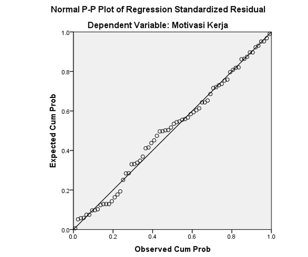 Normal P-P Plot of Regression Standardized Residual
Dependent Variable: Motivasi Kerja
Expected Cum Prob
1.0
0.8
0.6
0.4
0.2
0.0
0.0 0.2 0.4 0.6 0.8 1.0
Observed Cum Prob